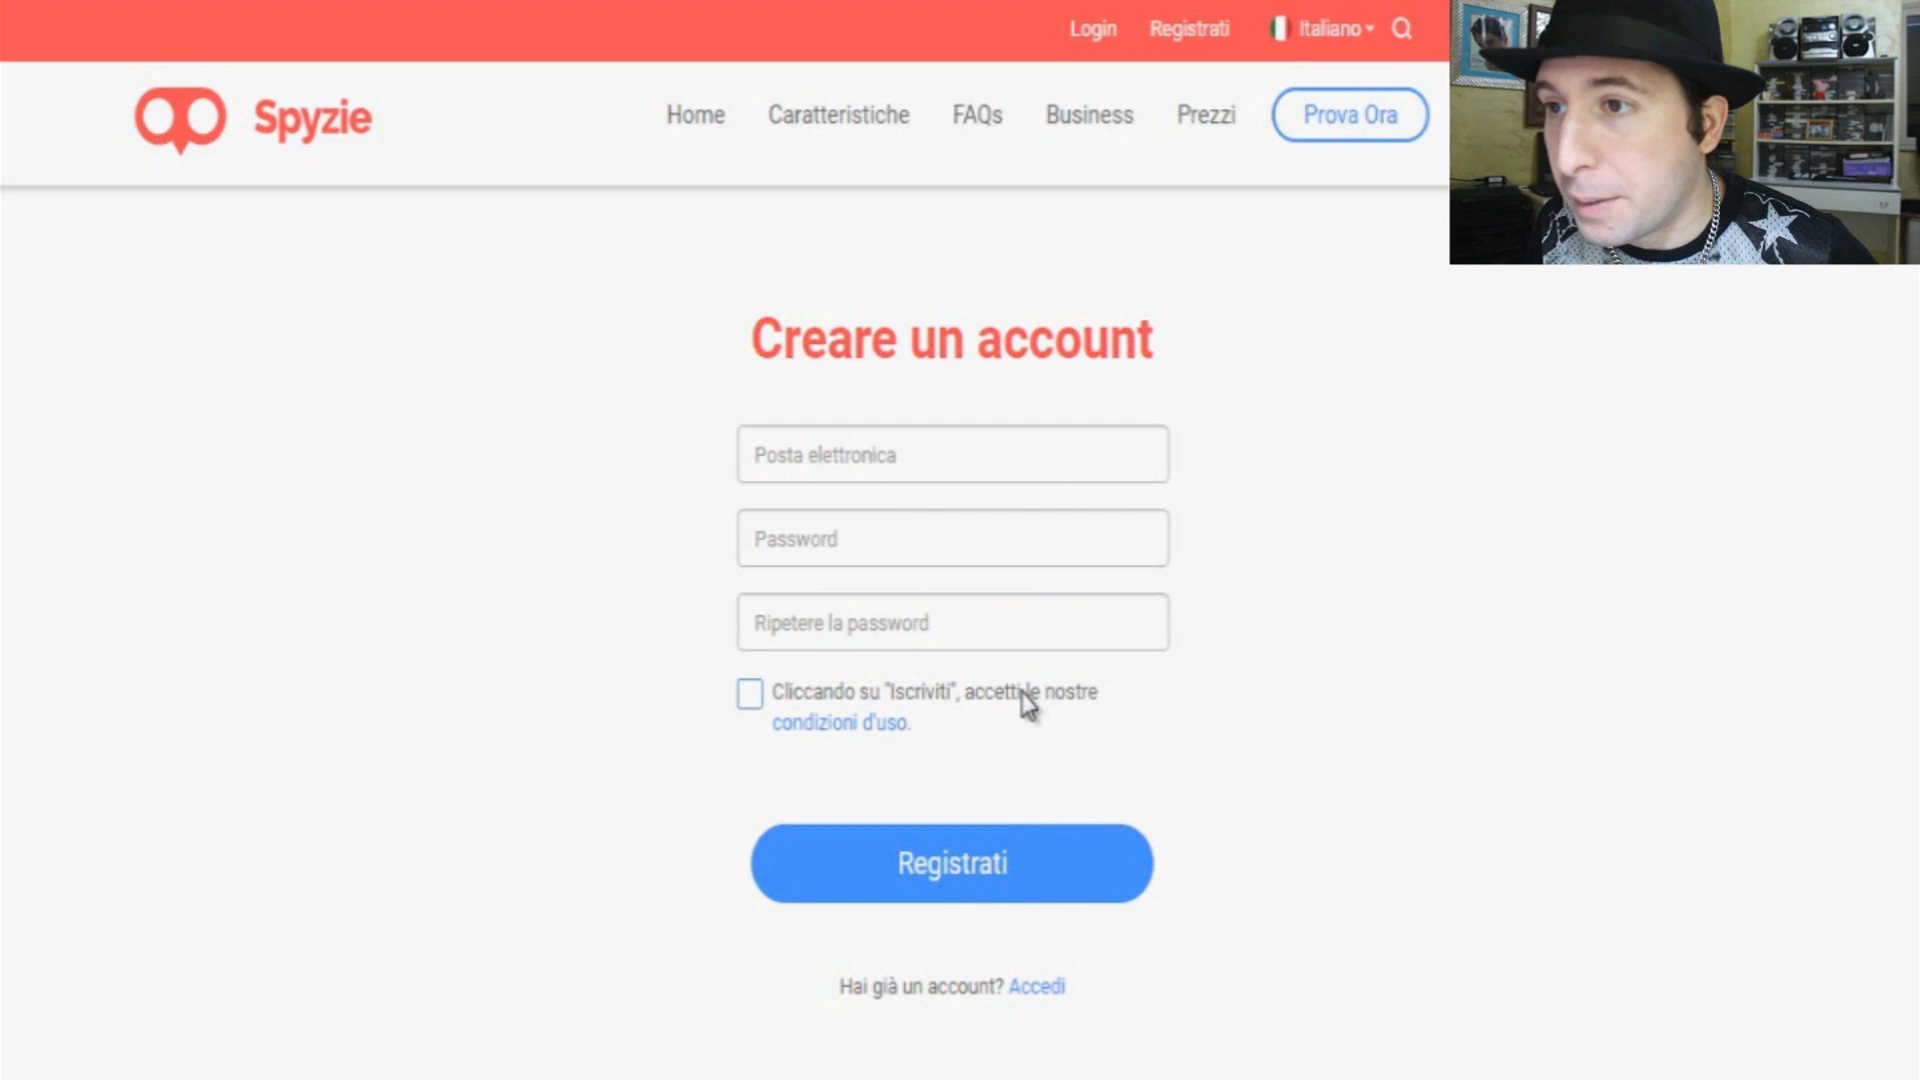 Login Registrati Italiano
Spyzie Home Caratteristiche FAQs Business Prezzi Prova Ora
Creare un account
Posta elettronica
Password
Ripetere la password
Cliccando su "Iscriviti", accetti le nostre
condizioni d'uso.
Registrati
Hai già un account? Accedi